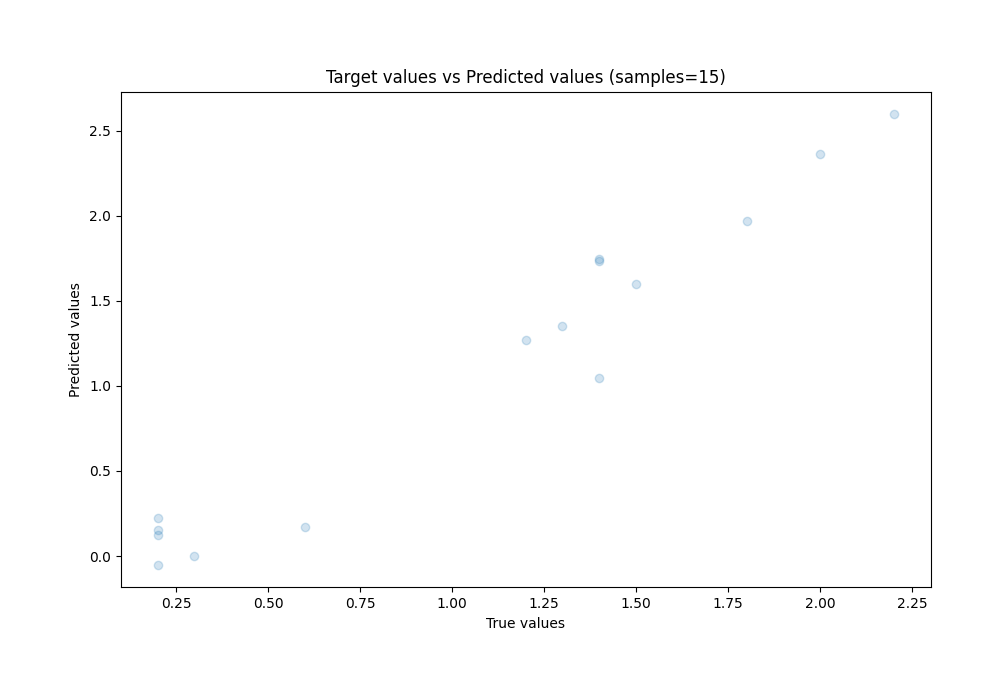 Target values vs Predicted values (samples=15)
2.5
2.0
1.5
1.0
0.5
0.0
Predicted values
0.25 0.50 0.75 1.00 1.25 1.50 1.75 2.00 2.25
True values